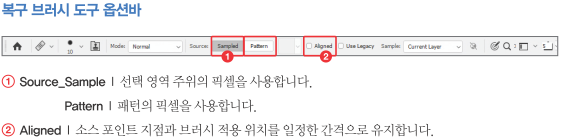 복구 브러시 도구 옵션바
10 Mode: Normal Source: Sampled Pattern Aligned Use Legacy Sample: Current Layer
① ②
① Source_Sample | 선택 영역 주위의 픽셀을 사용합니다.
Pattern | 패턴의 픽셀을 사용합니다.
② Aligned | 소스 포인트 지점과 브러시 적용 위치를 일정한 간격으로 유지합니다.